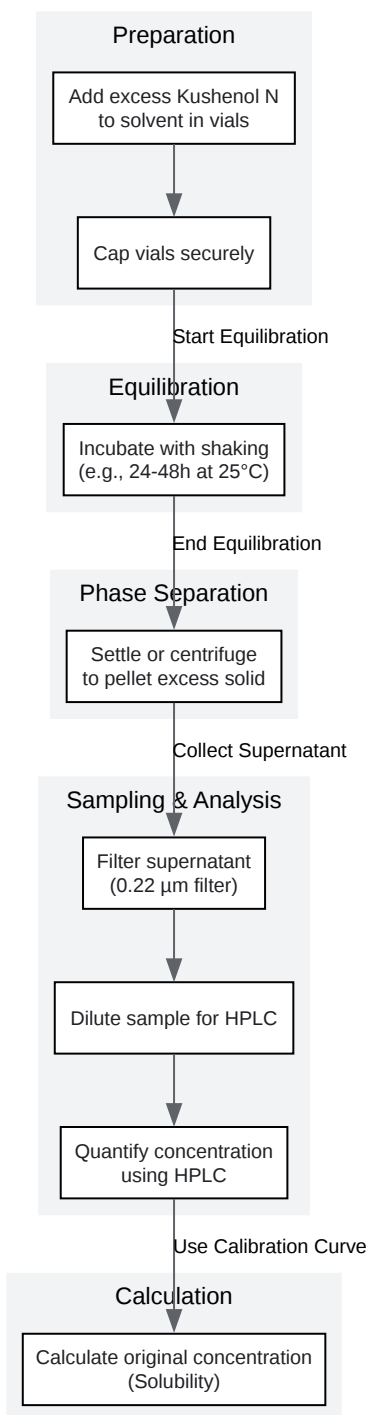 Preparation
Add excess Kushenol N
to solvent in vials
Cap vials securely
Start Equilibration
Equilibration
Incubate with shaking
(e.g., 24-48h at 25°C)
End Equilibration
Phase Separation
Settle or centrifuge
to pellet excess solid
Collect Supernatant
Sampling & Analysis
Filter supernatant
(0.22 µm filter)
Dilute sample for HPLC
Quantify concentration
using HPLC
Use Calibration Curve
Calculation
Calculate original concentration
(Solubility)